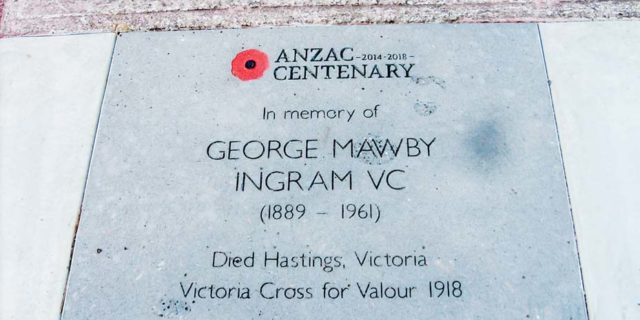 ANZAC -2014-2018-
CENTENARY
In memory of
GEORGE MAWBY
INGRAM VC
(1889 – 1961)
Died Hastings, Victoria
Victoria Cross for Valour 1918